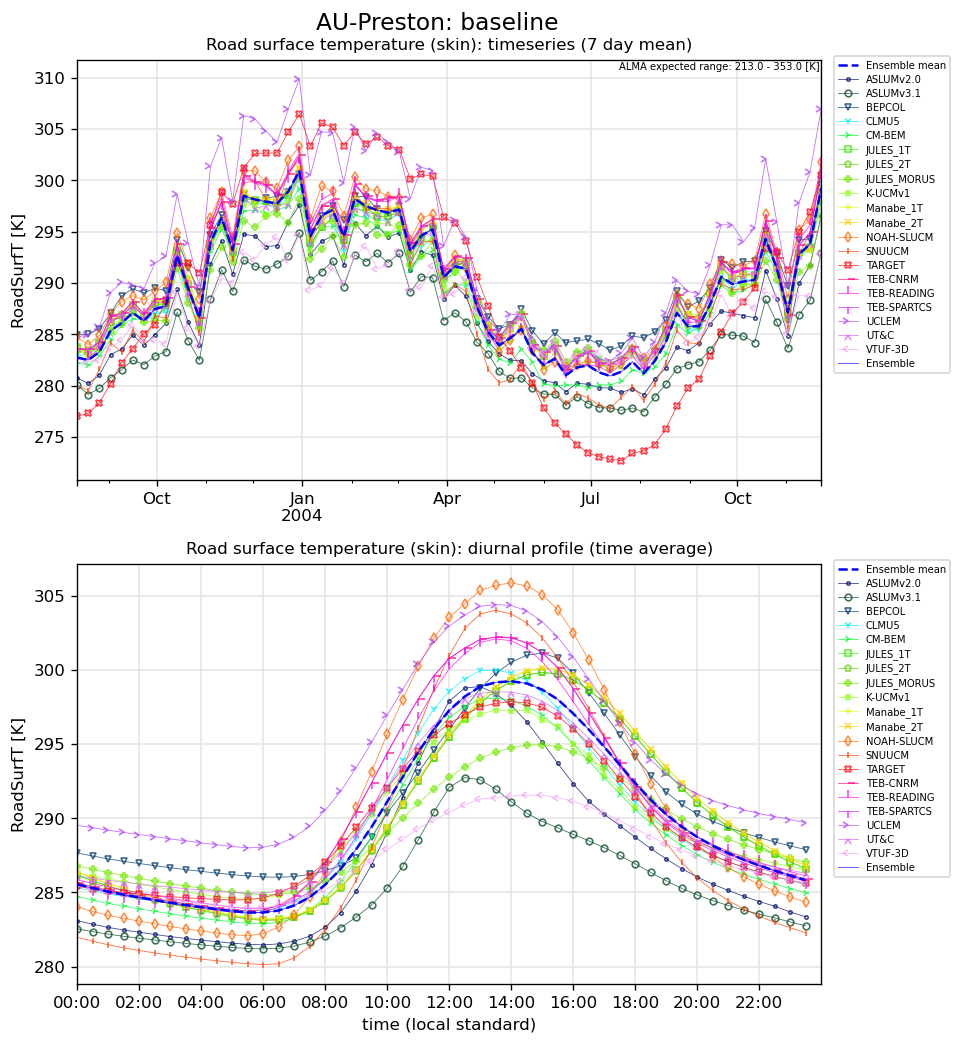 AU-Preston: baseline
Road surface temperature (skin): timeseries (7 day mean)
ALMA expected range: 213.0 - 353.0 [K]
RoadSurfT [K]
310
305
300
295
290
285
280
275
Oct
Jan
2004
Apr
Jul
Oct
Ensemble mean
ASLUMv2.0
ASLUMv3.1
BEPCOL
CLMU5
CM-BEM
JULES_1T
JULES_2T
JULES_MORUS
K-UCMv1
Manabe_1T
Manabe_2T
NOAH-SLUCM
SNUUCM
TARGET
TEB-CNRM
TEB-READING
TEB-SPARTCS
UCLEM
UT&C
VTUF-3D
Ensemble
Road surface temperature (skin): diurnal profile (time average)
RoadSurfT [K]
305
300
295
290
285
280
00:00
02:00
04:00
06:00
08:00
10:00
12:00
14:00
16:00
18:00
20:00
22:00
time (local standard)
Ensemble mean
ASLUMv2.0
ASLUMv3.1
BEPCOL
CLMU5
CM-BEM
JULES_1T
JULES_2T
JULES_MORUS
K-UCMv1
Manabe_1T
Manabe_2T
NOAH-SLUCM
SNUUCM
TARGET
TEB-CNRM
TEB-READING
TEB-SPARTCS
UCLEM
UT&C
VTUF-3D
Ensemble